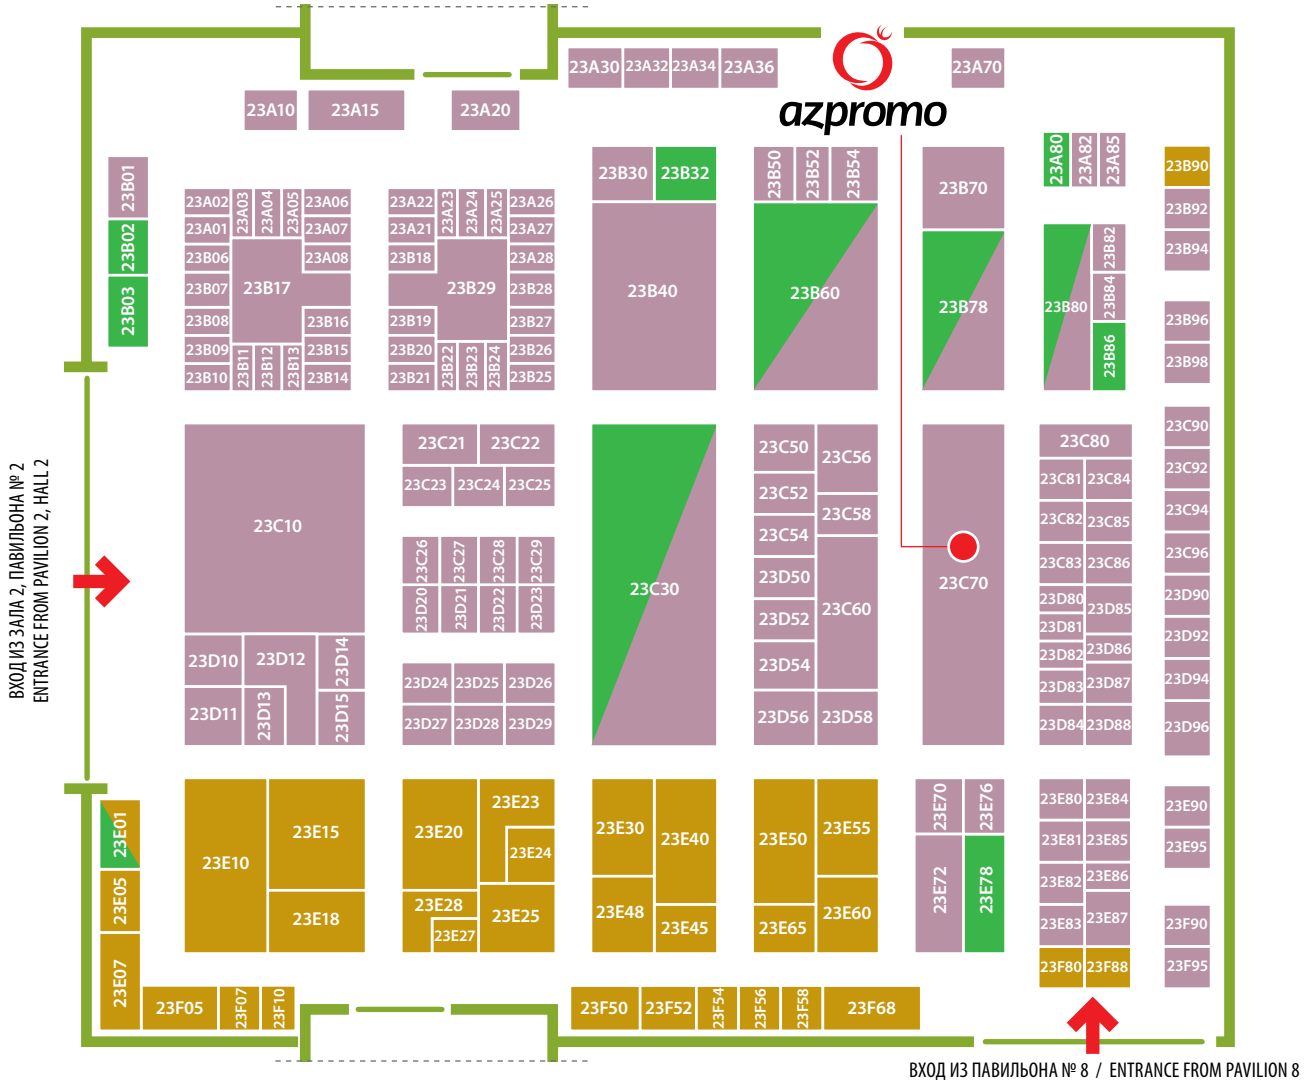 23A30 23A32 23A34 23A36 23A70
azpromo
23A10 23A15 23A20
23B01 23B02 23B03
23A02 23A03 23A04 23A05 23A06
23A01 23A07
23B06 23A08
23B07 23B17
23B08 23B16
23B09 23B11 23B12 23B13 23B15
23B10 23B14
23A22 23A23 23A24 23A25 23A26
23A21 23A27
23B18 23A28
23B29 23B28
23B19 23B27
23B20 23B22 23B23 23B24 23B26
23B21 23B25
23B30 23B32
23B40
23B50 23B52 23B54
23B60
23B70
23B78
23A80 23A82 23A85
23B80 23B82 23B84 23B86
23B90
23B92
23B94
23B96
23B98
23C10
23D10 23D12 23D14
23D11 23D13 23D15
23C21 23C22
23C23 23C24 23C25
23C26 23C27 23C28 23C29
23D20 23D21 23D22 23D23
23D24 23D25 23D26
23D27 23D28 23D29
23C30
23C50 23C56
23C52
23C54 23C58
23D50 23C60
23D52
23D54
23D56 23D58
23C70
23C80
23C81 23C84
23C82 23C85
23C83 23C86
23D80 23D85
23D81
23D82 23D86
23D83 23D87
23D84 23D88
23C90
23C92
23C94
23C96
23D90
23D92
23D94
23D96
ВХОД ИЗ ЗАЛА 2, ПАВИЛЬОНА № 2
ENTRANCE FROM PAVILION 2, HALL 2
23E01
23E05
23E07
23E10 23E15
23E18
23E20 23E23
23E24
23E28 23E25
23E27
23E30 23E40
23E48 23E45
23E50 23E55
23E65 23E60
23E70 23E76
23E72 23E78
23E80 23E84
23E81 23E85
23E82 23E86
23E83 23E87
23F80 23F88
23E90
23E95
23F90
23F95
23F05 23F07 23F10
23F50 23F52 23F54 23F56 23F58 23F68
ВХОД ИЗ ПАВИЛЬОНА № 8 / ENTRANCE FROM PAVILION 8